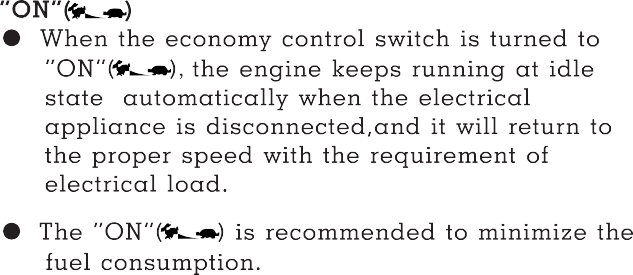 "ON"( )
● When the economy control switch is turned to
"ON"( ), the engine keeps running at idle
state automatically when the electrical
appliance is disconnected,and it will return to
the proper speed with the requirement of
electrical load.
● The "ON"( ) is recommended to minimize the
fuel consumption.